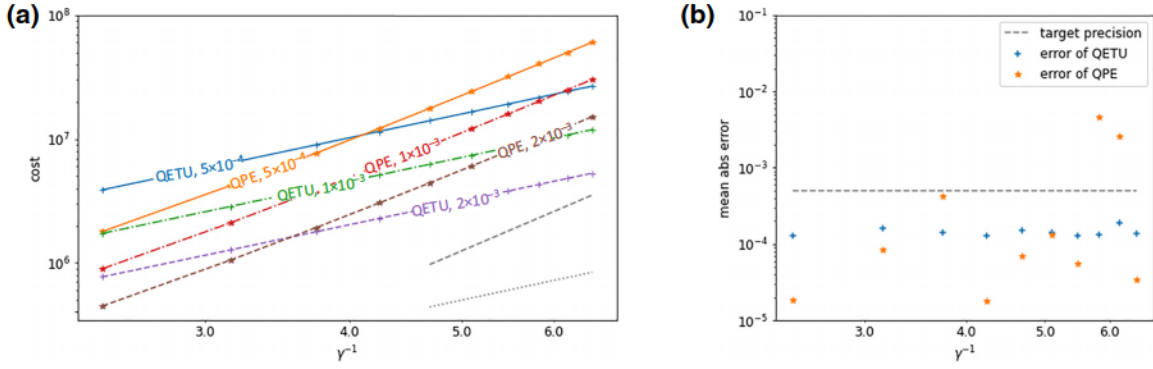 (a)
10^8
10^7
10^6
cost
QETU, 5×10^-4
QPE, 5×10^-4
QETU, 1×10^-3
QPE, 1×10^-3
QPE, 2×10^-3
QETU, 2×10^-3
3.0 4.0 5.0 6.0
γ^-1
(b)
10^-1
10^-2
10^-3
10^-4
10^-5
mean abs error
target precision
error of QETU
error of QPE
3.0 4.0 5.0 6.0
γ^-1